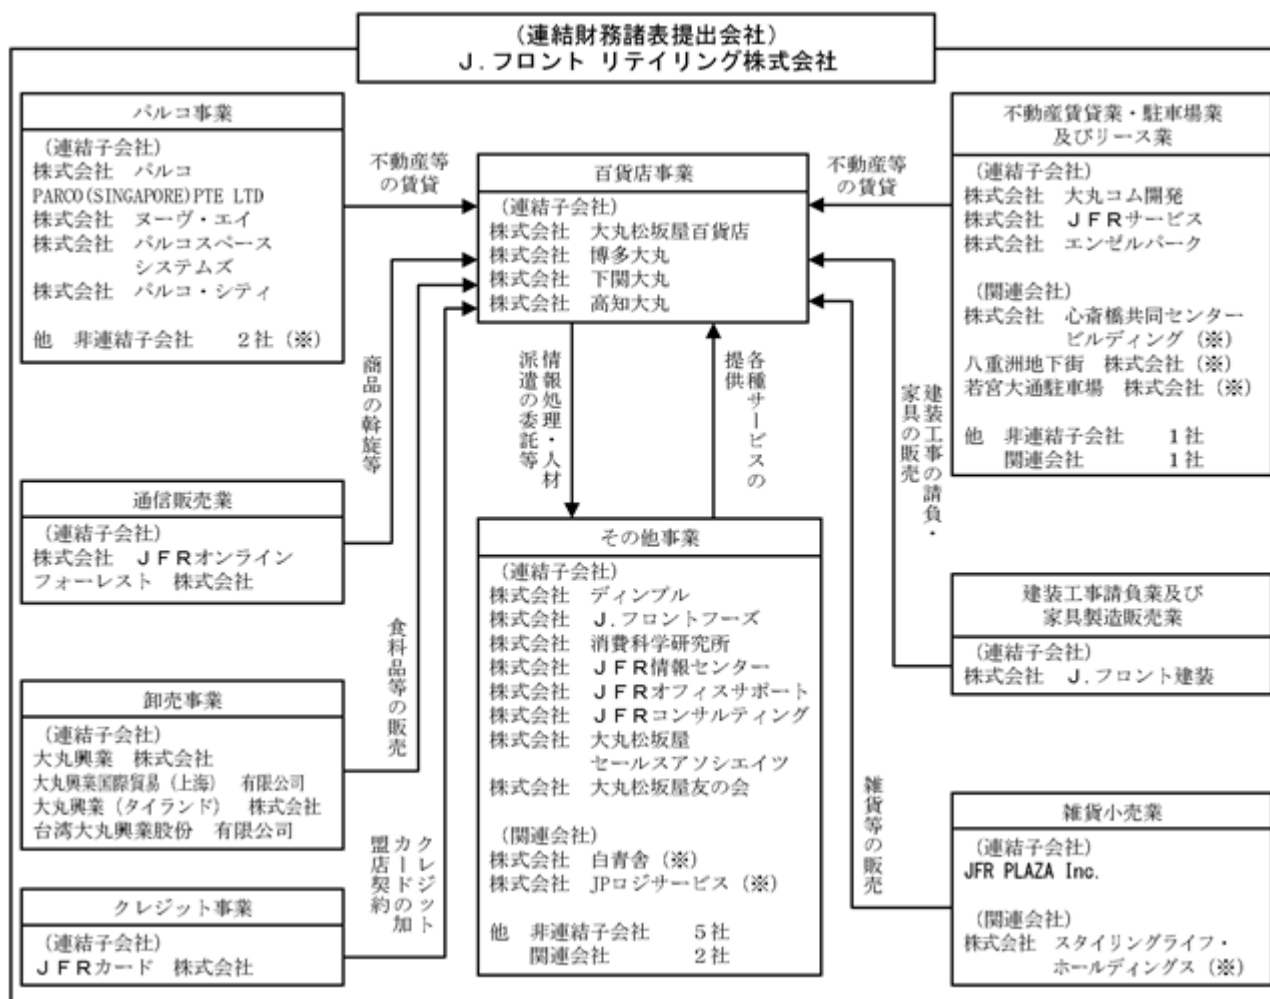 (連結財務諸表提出会社)
J.フロント リテイリング株式会社
パルコ事業
(連結子会社)
株式会社 パルコ
PARCO(SINGAPORE)PTE LTD
株式会社 ヌーヴ・エイ
株式会社 パルコスペース
システムズ
株式会社 パルコ・シティ
他 非連結子会社 2社(※)
不動産等
の賃貸
百貨店事業
(連結子会社)
株式会社 大丸松坂屋百貨店
株式会社 博多大丸
株式会社 下関大丸
株式会社 高知大丸
不動産等
の賃貸
不動産賃貸業・駐車場業
及びリース業
(連結子会社)
株式会社 大丸コム開発
株式会社 JFRサービス
株式会社 エンゼルパーク
(関連会社)
株式会社 心斎橋共同センター
ビルディング(※)
八重洲地下街 株式会社(※)
若宮大通駐車場 株式会社(※)
他 非連結子会社 1社
関連会社 1社
商品の斡旋等
情報処理・人材
派遣の委託等
各種サービスの
提供
建装工事の請負・
家具の販売
通信販売業
(連結子会社)
株式会社 JFRオンライン
フォーレスト 株式会社
食料品等の販売
その他事業
(連結子会社)
株式会社 ディンプル
株式会社 J.フロントフーズ
株式会社 消費科学研究所
株式会社 JFR情報センター
株式会社 JFRオフィスサポート
株式会社 JFRコンサルティング
株式会社 大丸松坂屋
セールスアソシエイツ
株式会社 大丸松坂屋友の会
(関連会社)
株式会社 白青舎(※)
株式会社 JPロジサービス(※)
他 非連結子会社 5社
関連会社 2社
建装工事請負業及び
家具製造販売業
(連結子会社)
株式会社 J.フロント建装
卸売事業
(連結子会社)
大丸興業 株式会社
大丸興業国際貿易(上海) 有限公司
大丸興業(タイランド) 株式会社
台湾大丸興業股份 有限公司
クレジット
カードの加
盟店契約
雑貨等の販売
雑貨小売業
(連結子会社)
JFR PLAZA Inc.
(関連会社)
株式会社 スタイリングライフ・
ホールディングス(※)
クレジット事業
(連結子会社)
JFRカード 株式会社